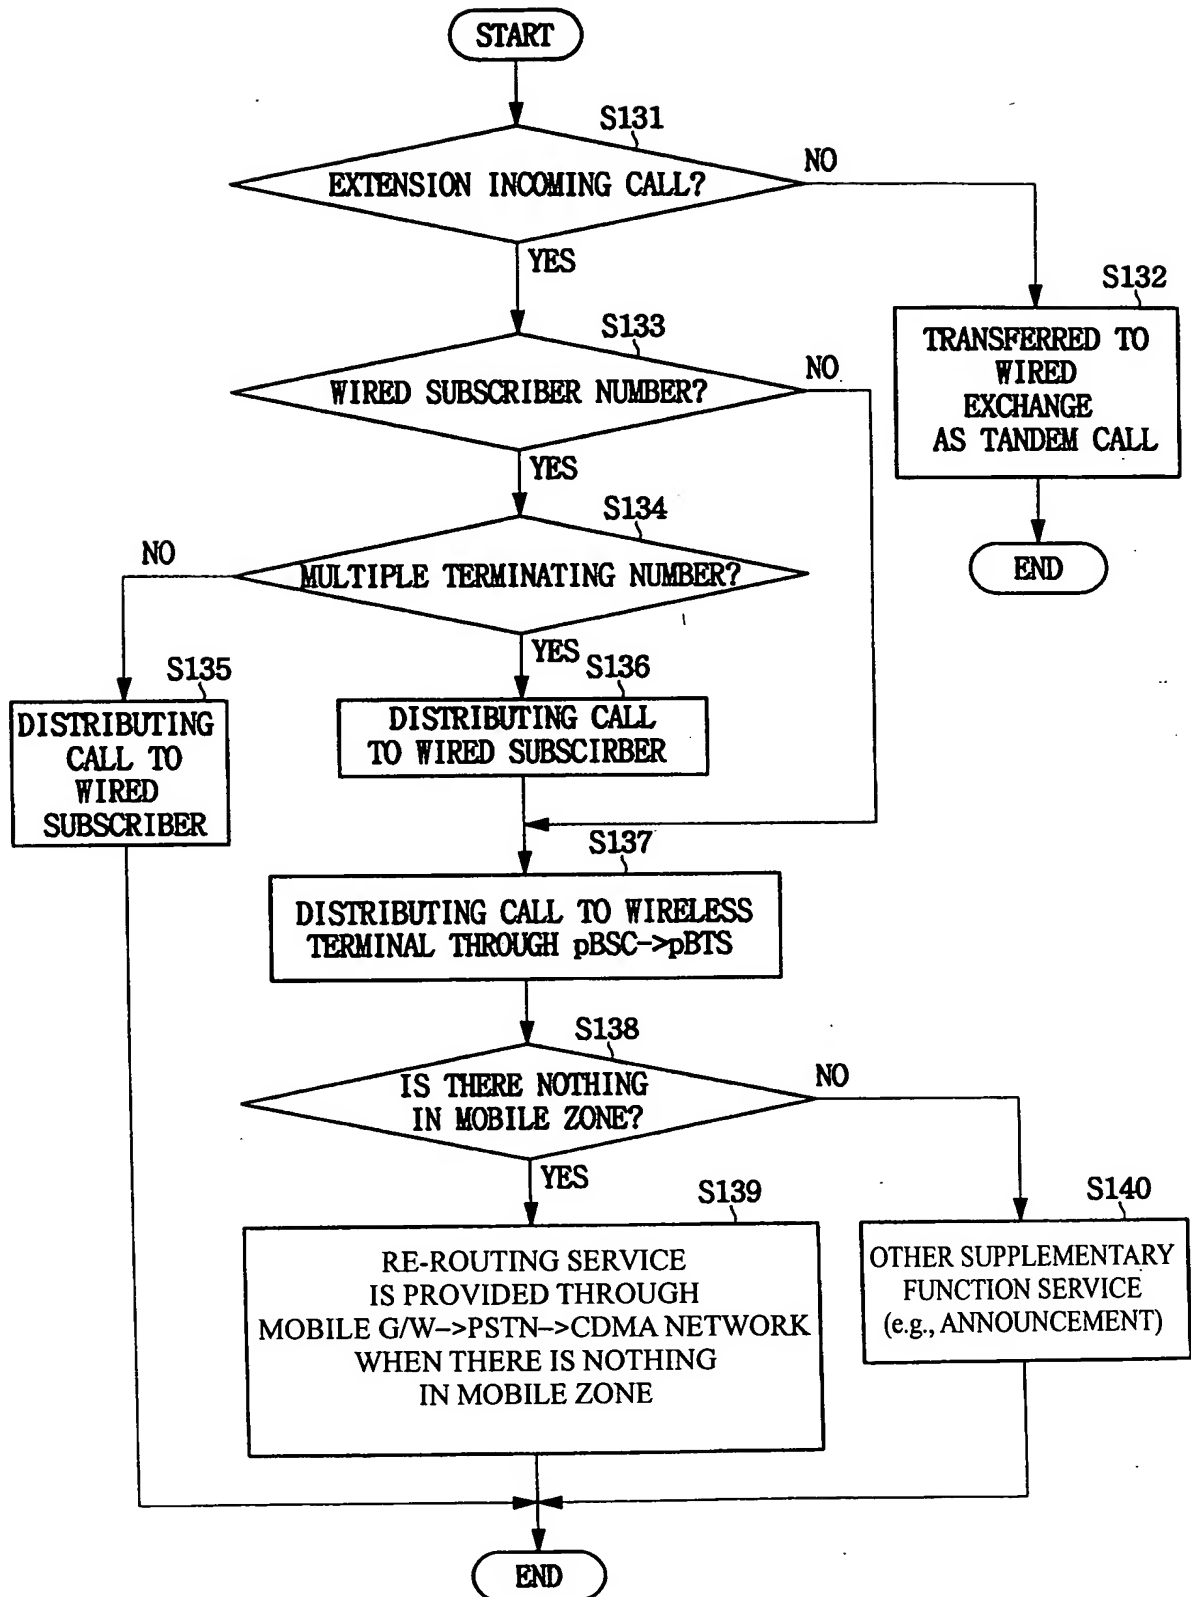 START
S131
EXTENSION INCOMING CALL?
NO
YES
S132
TRANSFERRED TO
WIRED
EXCHANGE
AS TANDEM CALL
END
S133
WIRED SUBSCRIBER NUMBER?
NO
YES
S134
MULTIPLE TERMINATING NUMBER?
NO
YES
S135
DISTRIBUTING
CALL TO
WIRED
SUBSCRIBER
S136
DISTRIBUTING CALL
TO WIRED SUBSCIRBER
S137
DISTRIBUTING CALL TO WIRELESS
TERMINAL THROUGH pBSC->pBTS
S138
IS THERE NOTHING
IN MOBILE ZONE?
NO
YES
S139
RE-ROUTING SERVICE
IS PROVIDED THROUGH
MOBILE G/W->PSTN->CDMA NETWORK
WHEN THERE IS NOTHING
IN MOBILE ZONE
S140
OTHER SUPPLEMENTARY
FUNCTION SERVICE
(e.g., ANNOUNCEMENT)
END